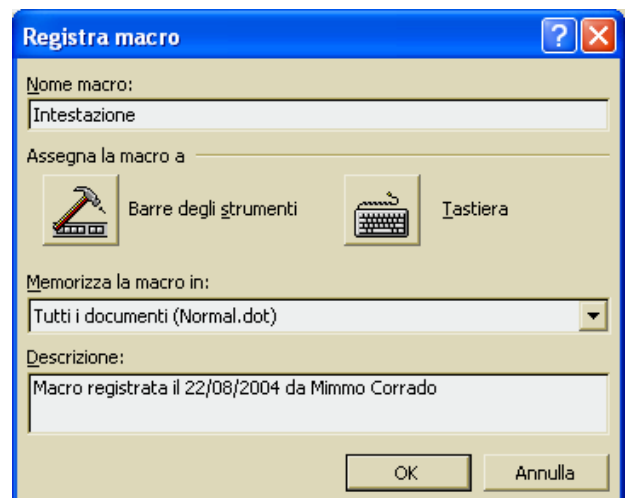 Registra macro
Nome macro:
Intestazione
Assegna la macro a
Barre degli strumenti
Tastiera
Memorizza la macro in:
Tutti i documenti (Normal.dot)
Descrizione:
Macro registrata il 22/08/2004 da Mimmo Corrado
OK
Annulla